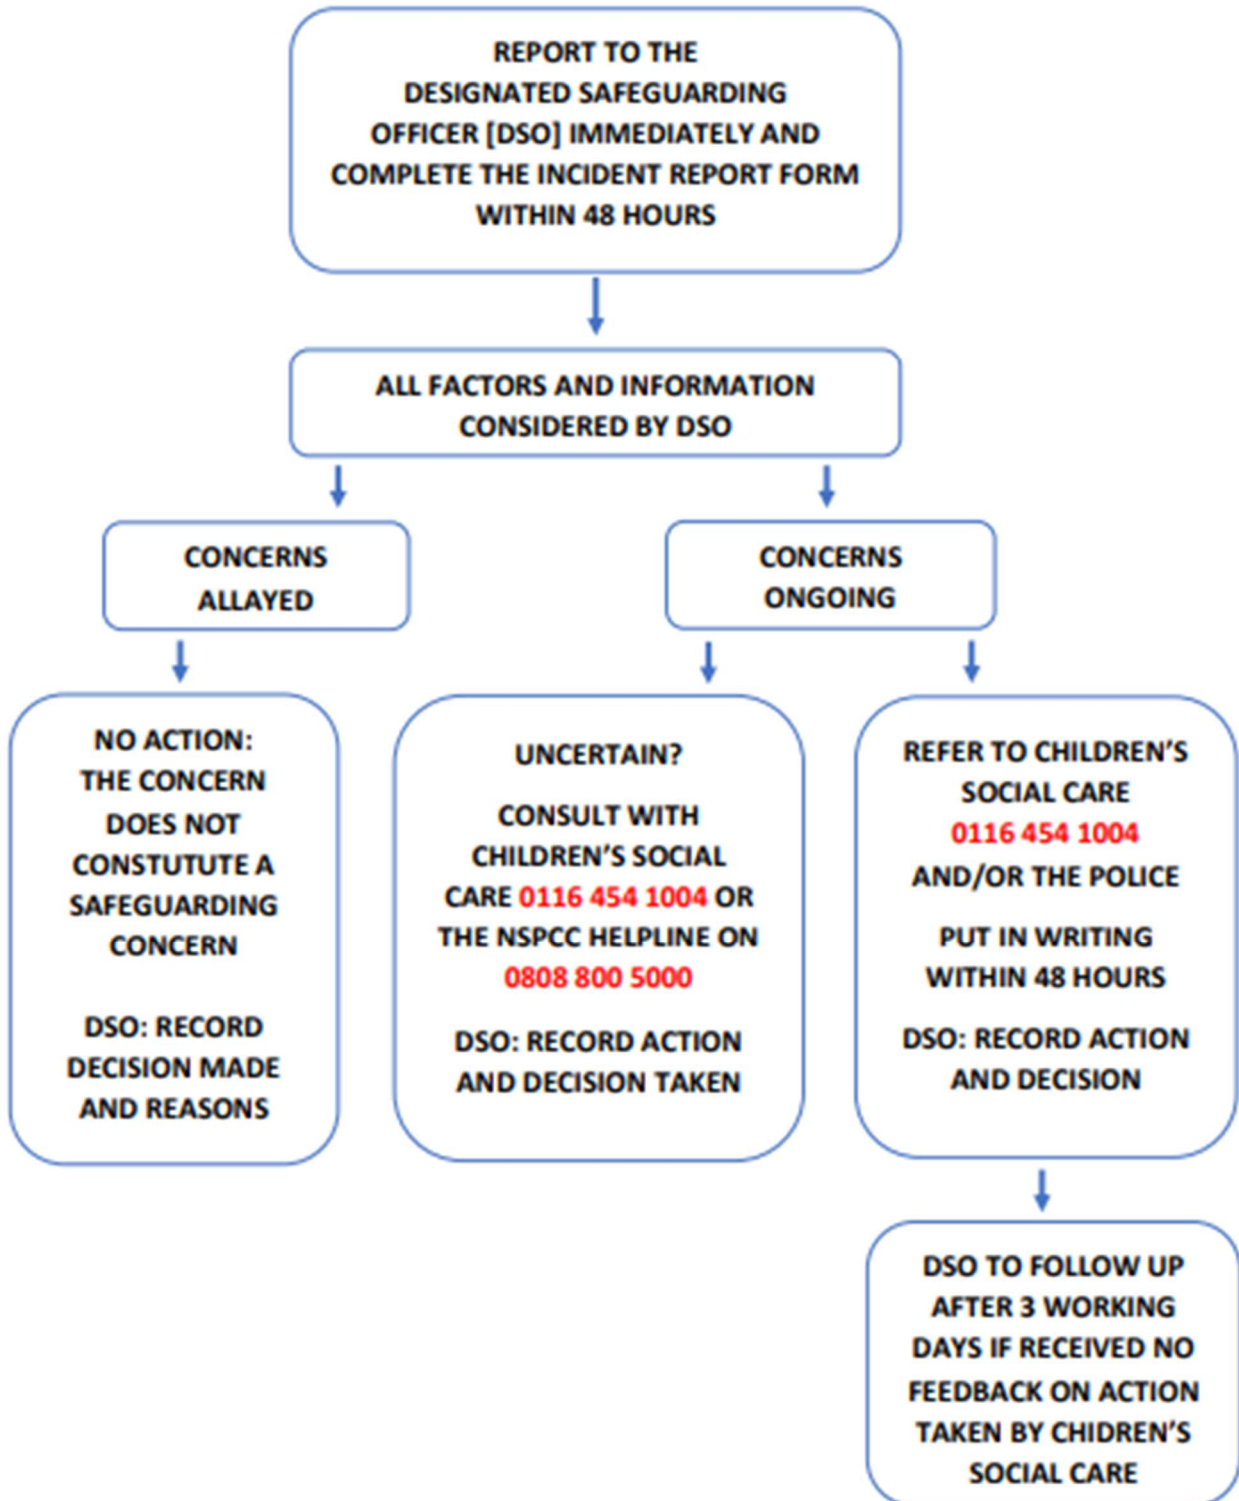 REPORT TO THE
DESIGNATED SAFEGUARDING
OFFICER [DSO] IMMEDIATELY AND
COMPLETE THE INCIDENT REPORT FORM
WITHIN 48 HOURS
ALL FACTORS AND INFORMATION
CONSIDERED BY DSO
CONCERNS
ALLAYED
CONCERNS
ONGOING
NO ACTION:
THE CONCERN
DOES NOT
CONSTUTUTE A
SAFEGUARDING
CONCERN
DSO: RECORD
DECISION MADE
AND REASONS
UNCERTAIN?
CONSULT WITH
CHILDREN'S SOCIAL
CARE 0116 454 1004 OR
THE NSPCC HELPLINE ON
0808 800 5000
DSO: RECORD ACTION
AND DECISION TAKEN
REFER TO CHILDREN'S
SOCIAL CARE
0116 454 1004
AND/OR THE POLICE
PUT IN WRITING
WITHIN 48 HOURS
DSO: RECORD ACTION
AND DECISION
DSO TO FOLLOW UP
AFTER 3 WORKING
DAYS IF RECEIVED NO
FEEDBACK ON ACTION
TAKEN BY CHIDREN'S
SOCIAL CARE